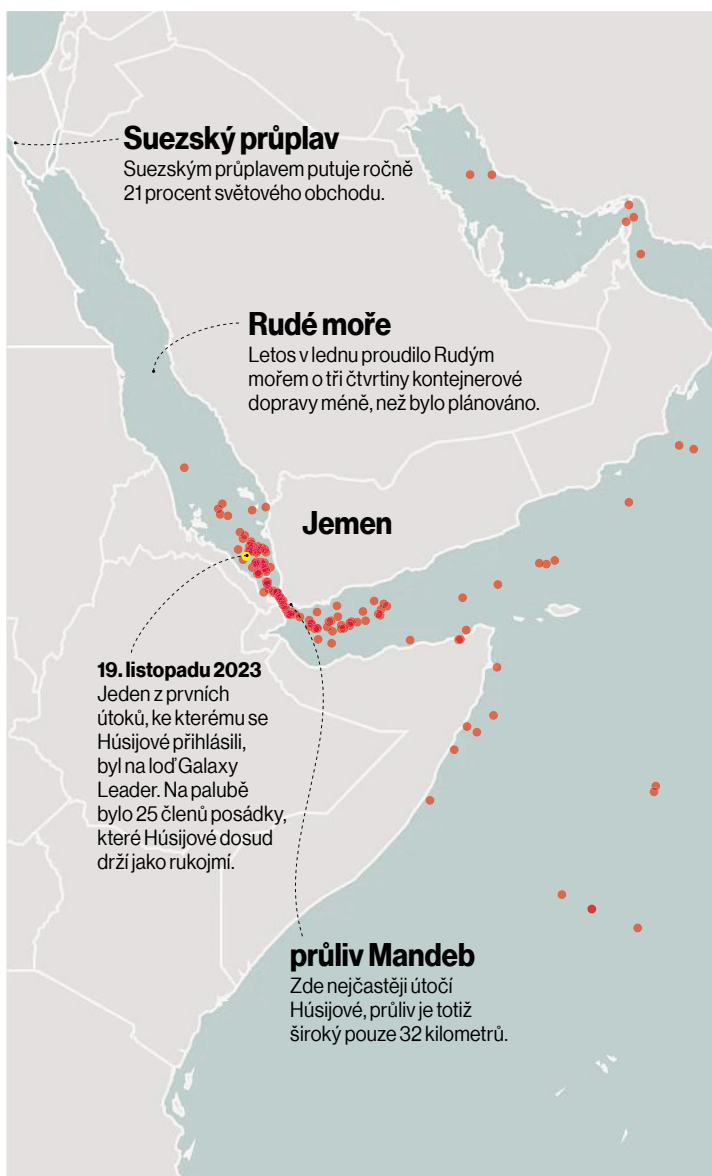 Suezský průplav
Suezským průplavem putuje ročně
21 procent světového obchodu.
Rudé moře
Letos v lednu proudilo Rudým
mořem o tři čtvrtiny kontejnerové
dopravy méně, než bylo plánováno.
Jemen
19. listopadu 2023
Jeden z prvních
útoků, ke kterému se
Húsijové přihlásili,
byl na loď Galaxy
Leader. Na palubě
bylo 25 členů posádky,
které Húsijové dosud
drží jako rukojmí.
průliv Mandeb
Zde nejčastěji útočí
Húsijové, průliv je totiž
široký pouze 32 kilometrů.